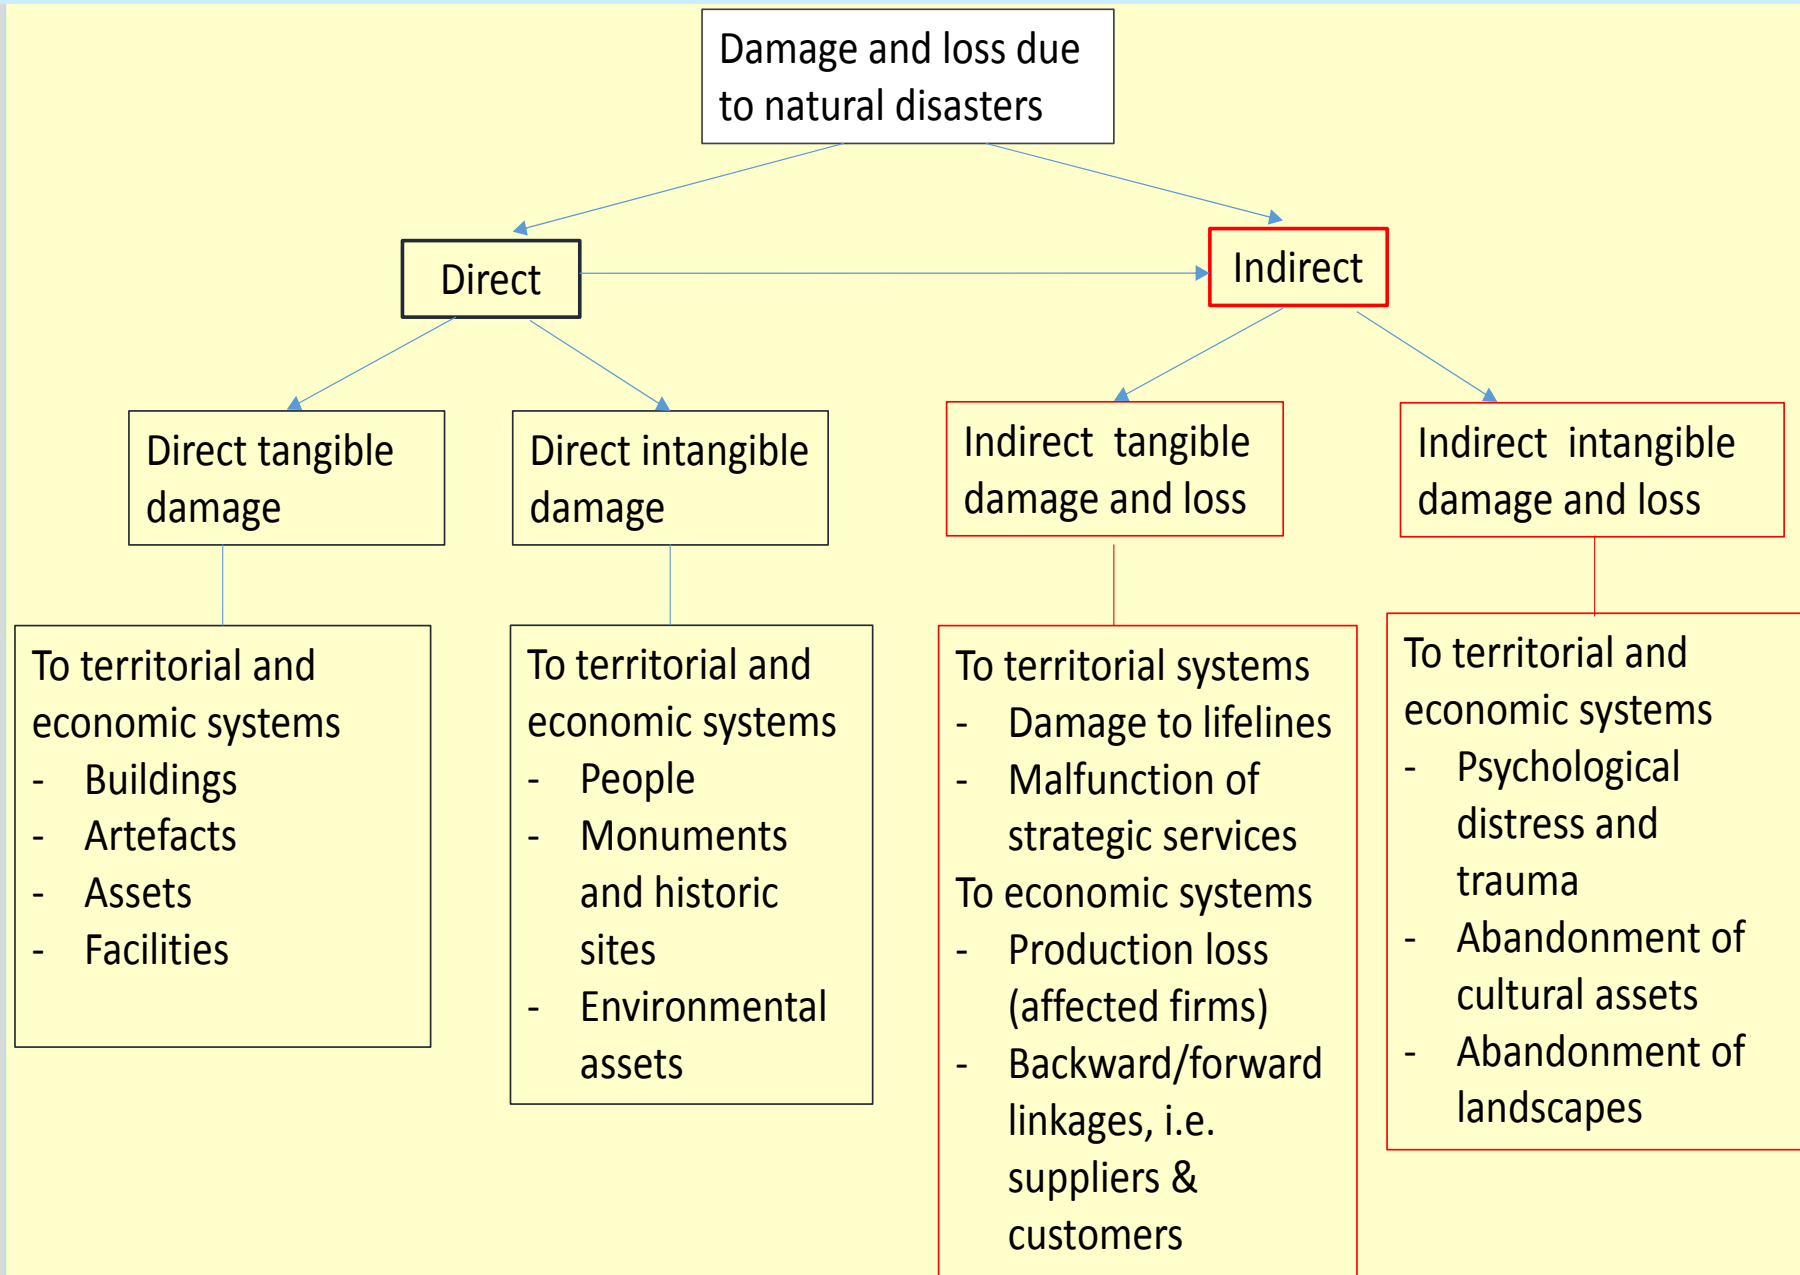 Damage and loss due
to natural disasters
Direct
Indirect
Direct tangible
damage
Direct intangible
damage
Indirect tangible
damage and loss
Indirect intangible
damage and loss
To territorial and
economic systems
- Buildings
- Artefacts
- Assets
- Facilities
To territorial and
economic systems
- People
- Monuments
and historic
sites
- Environmental
assets
To territorial systems
- Damage to lifelines
- Malfunction of
strategic services
To economic systems
- Production loss
(affected firms)
- Backward/forward
linkages, i.e.
suppliers &
customers
To territorial and
economic systems
- Psychological
distress and
trauma
- Abandonment of
cultural assets
- Abandonment of
landscapes